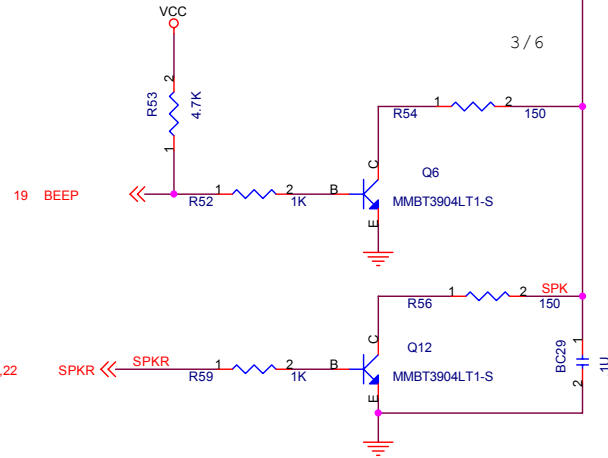 VCC
3/6
2
R53
4.7K
1
R54
1
2
150
C
Q6
19 BEEP
1
2
B
R52
1K
MMBT3904LT1-S
E
1
2
SPK
R56
150
C
Q12
1
BC29
1U
2
,22
SPKR
SPKR
1
2
B
R59
1K
MMBT3904LT1-S
E